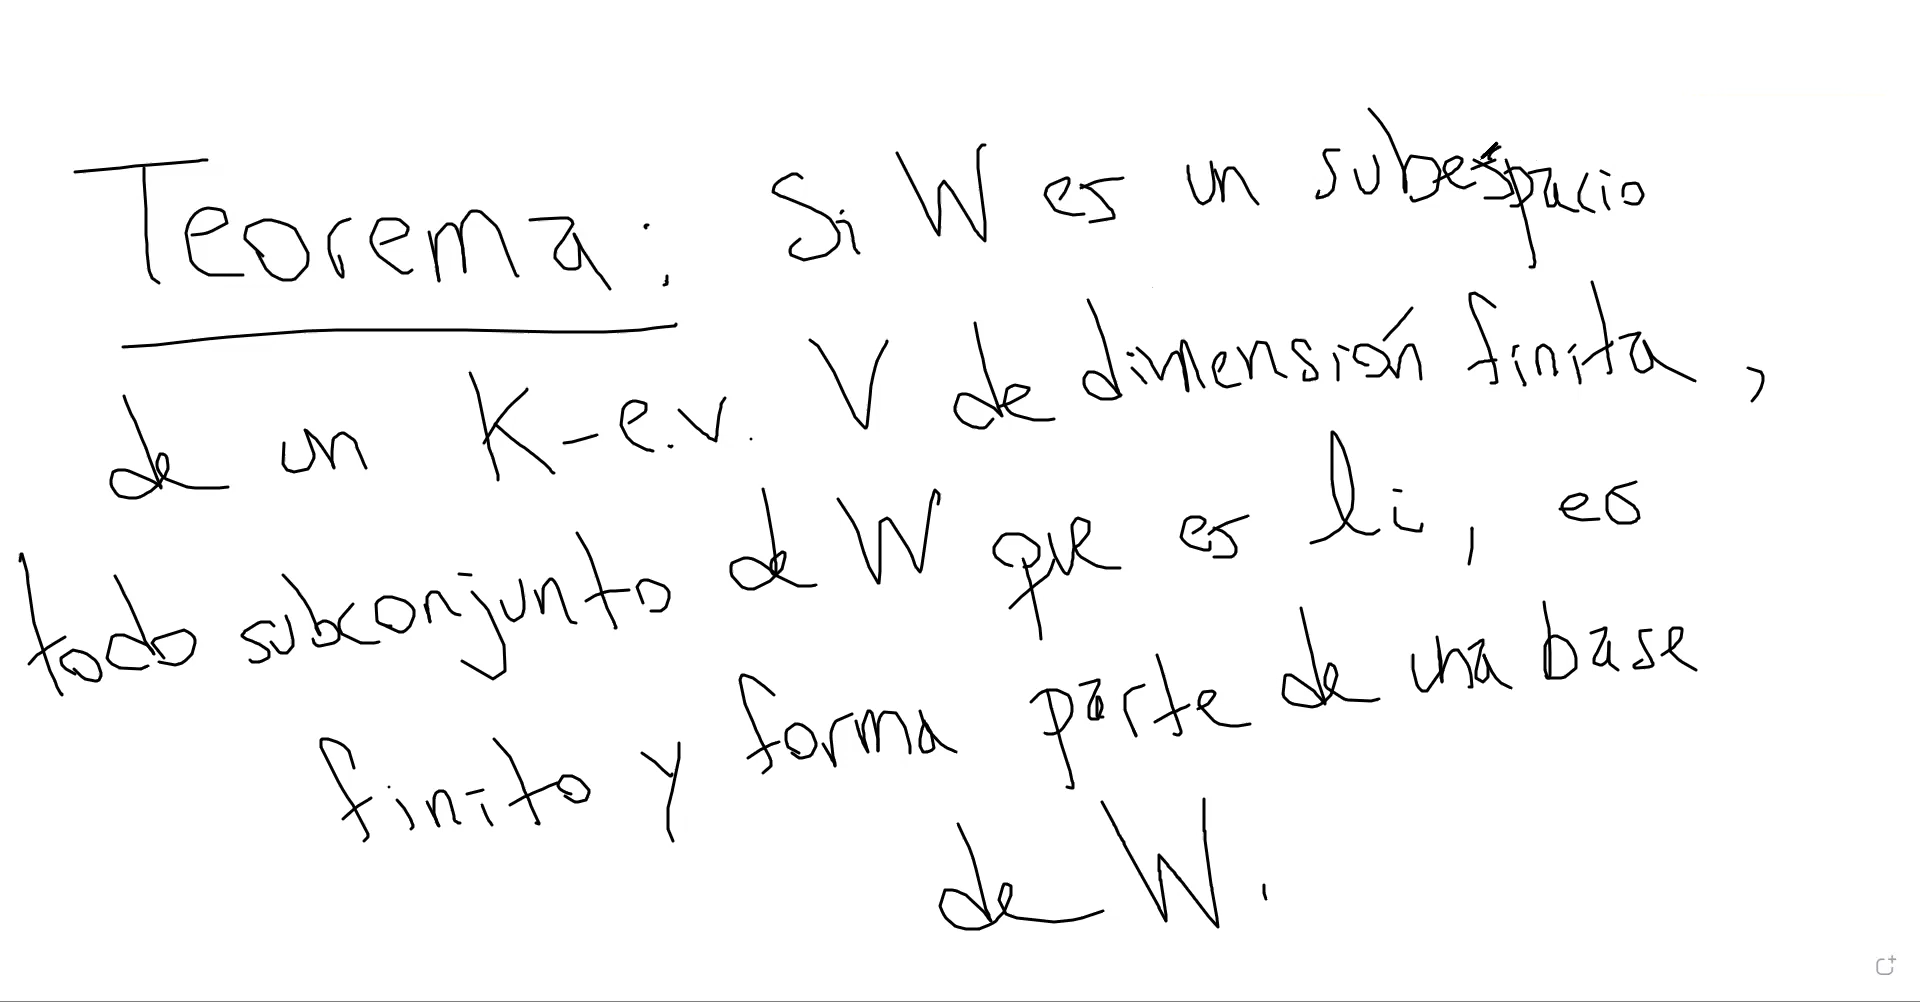 Teorema: Si W es un subespacio
de un K-e.v. V de dimensión finita,
todo subconjunto de W que es li, es
finito y forma parte de una base
de W.